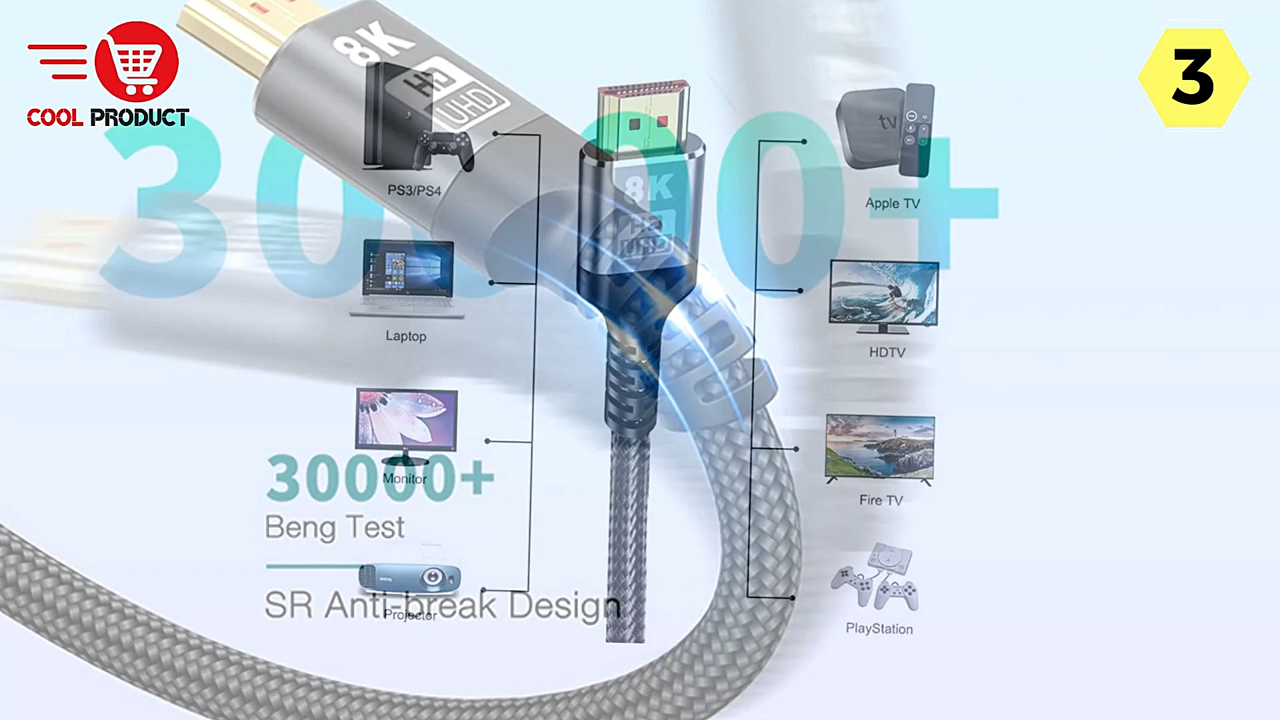 3
COOL PRODUCT
8K
HD
UHD
30000+
PS3/PS4
8K
HD
UHD
tv
Apple TV
Laptop
HDTV
Monitor
30000+
Beng Test
Fire TV
SR Anti-break Design
Projector
PlayStation